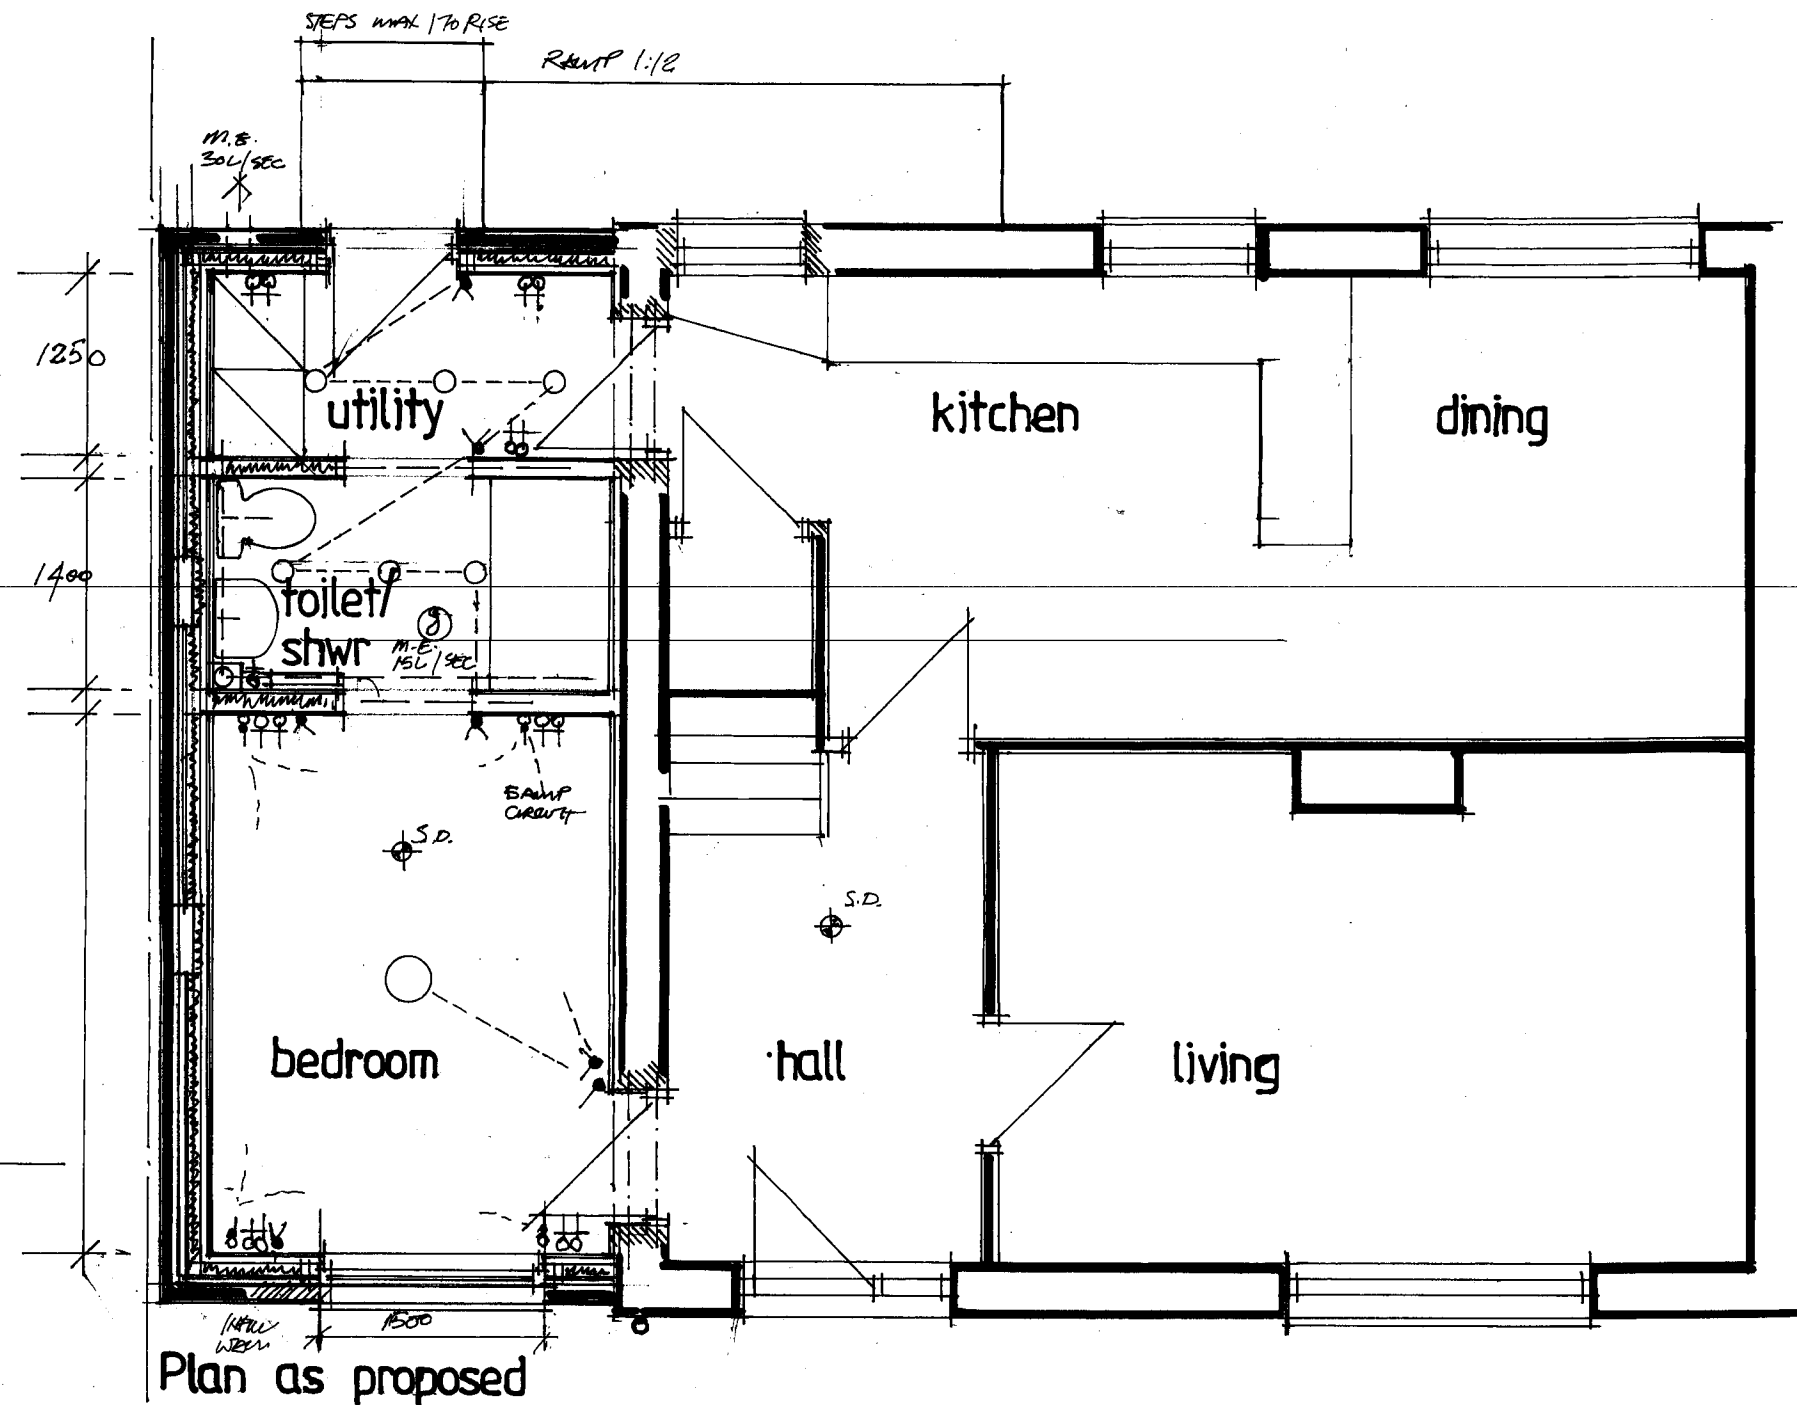 STEPS MAX 170 RISE
RAMP 1:12
M.E.
30L/SEC
1250
utility
kitchen
dining
1400
toilet/
shwr
M.E.
15L/SEC
5AMP
CIRCUIT
S.D.
S.D.
bedroom
hall
living
1500
Plan as proposed